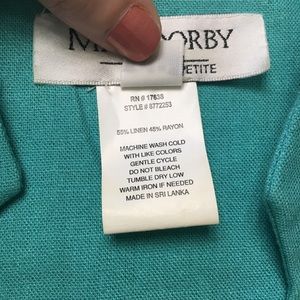 ORBY
PETITE
RN # 17638
STYLE # 8772253
55% LINEN 45% RAYON
MACHINE WASH COLD
WITH LIKE COLORS
GENTLE CYCLE
DO NOT BLEACH
TUMBLE DRY LOW
WARM IRON IF NEEDED
MADE IN SRI LANKA